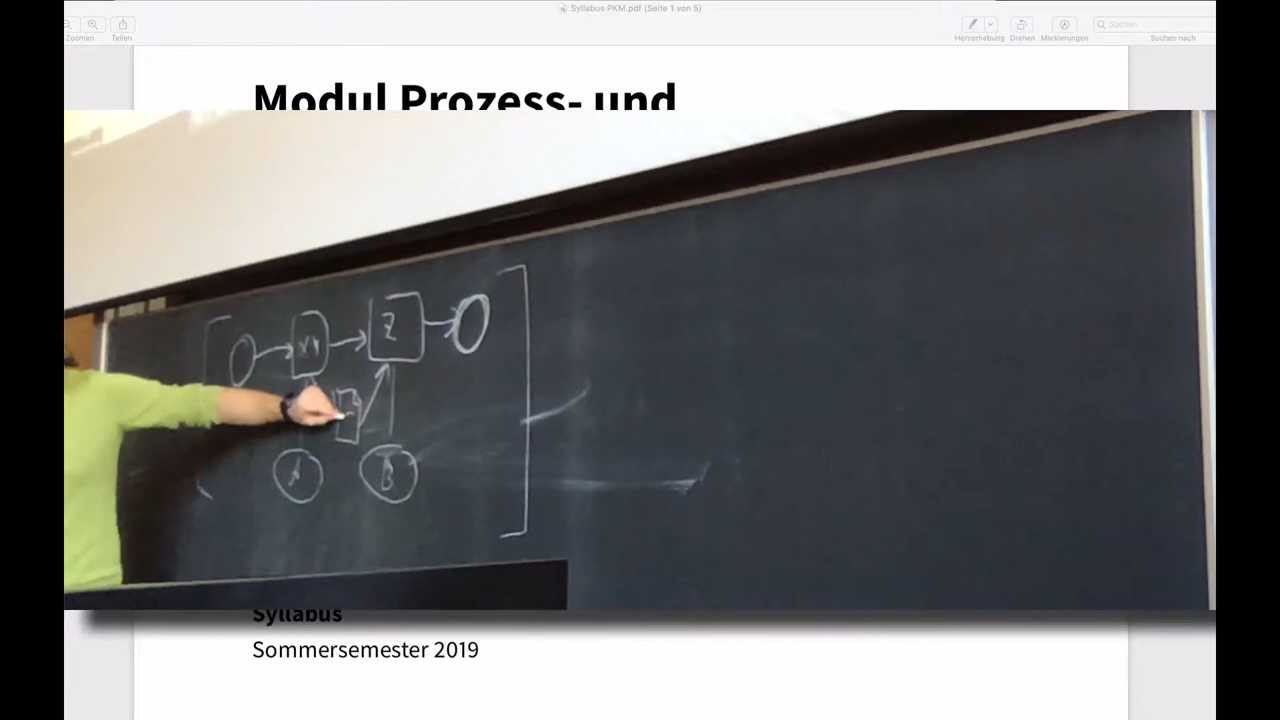 Syllabus PKM.pdf (Seite 1 von 5)
Zoomen
Teilen
Hervorhebung
Drehen
Markierungen
Suchen
Suchen nach
Modul Prozess- und
Z
A
B
Syllabus
Sommersemester 2019